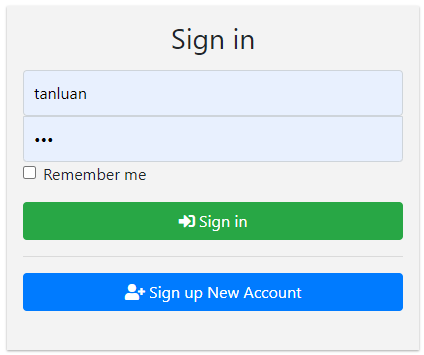 Sign in
tanluan
•••
Remember me
Sign in
Sign up New Account